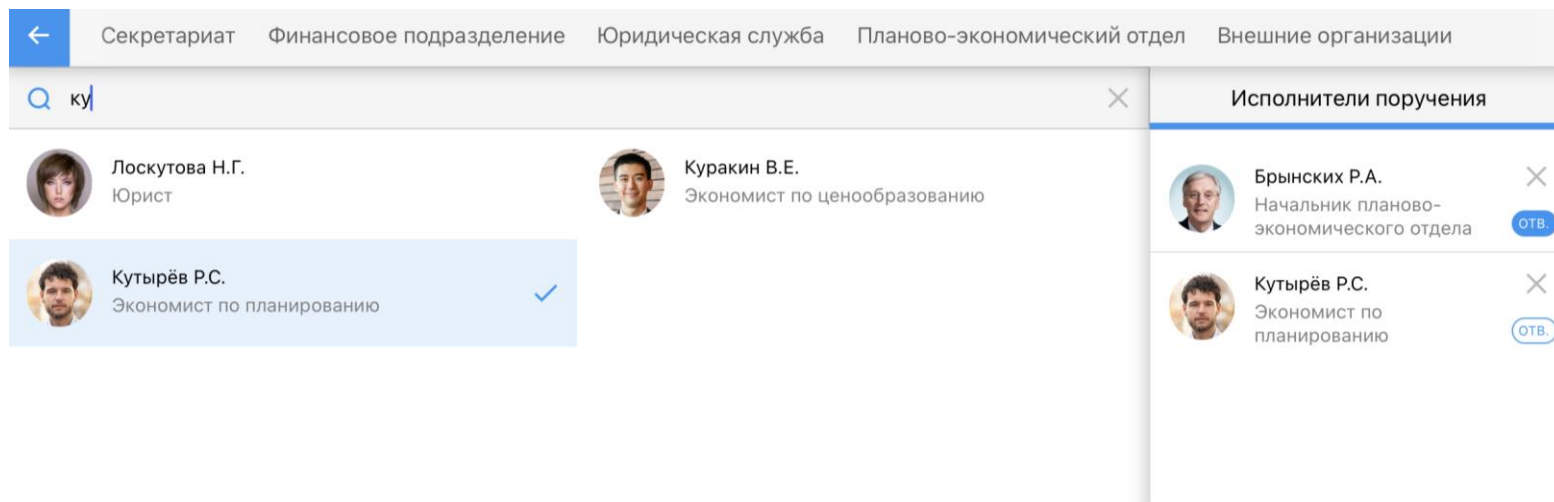 Секретариат Финансовое подразделение Юридическая служба Планово-экономический отдел Внешние организации
ку
Лоскутова Н.Г.
Юрист
Куракин В.Е.
Экономист по ценообразованию
Кутырёв Р.С.
Экономист по планированию
Исполнители поручения
Брынских Р.А.
Начальник планово-
экономического отдела
ОТВ.
Кутырёв Р.С.
Экономист по
планированию
ОТВ.